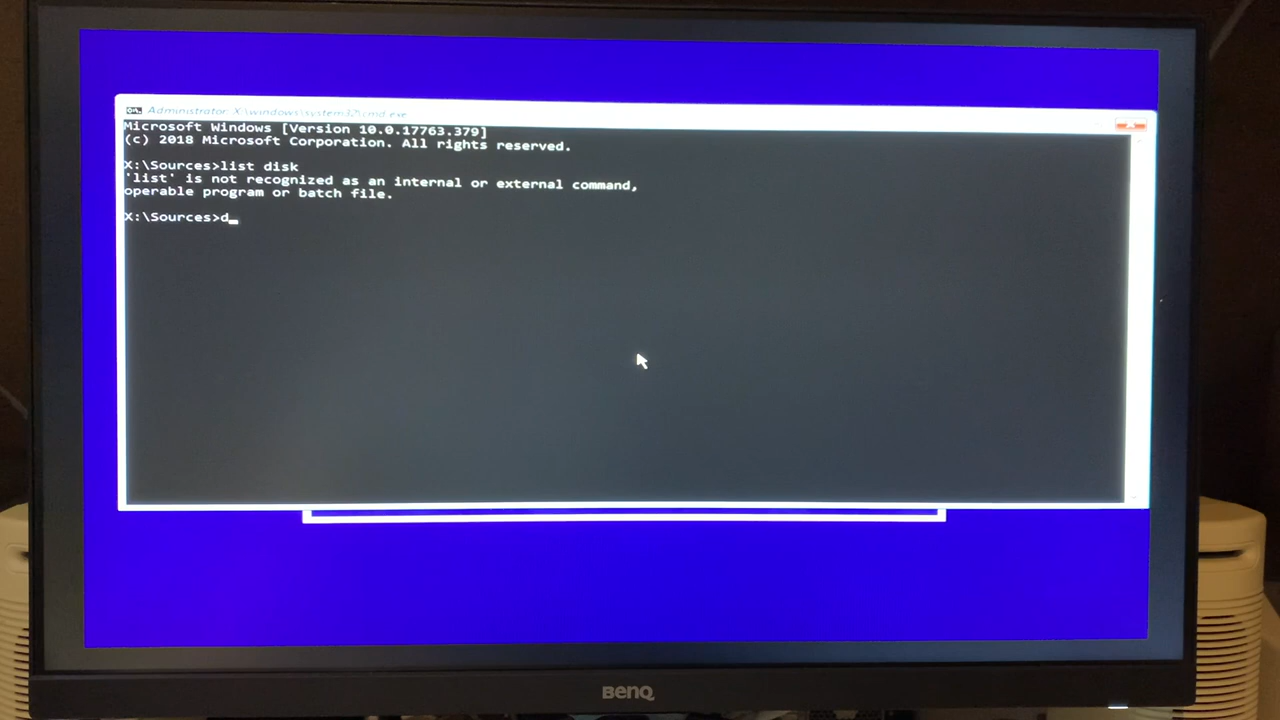 Administrator: X:\windows\system32\cmd.exe
Microsoft Windows [Version 10.0.17763.379]
(c) 2018 Microsoft Corporation. All rights reserved.
X:\Sources>list disk
'list' is not recognized as an internal or external command,
operable program or batch file.
X:\Sources>d
BenQ